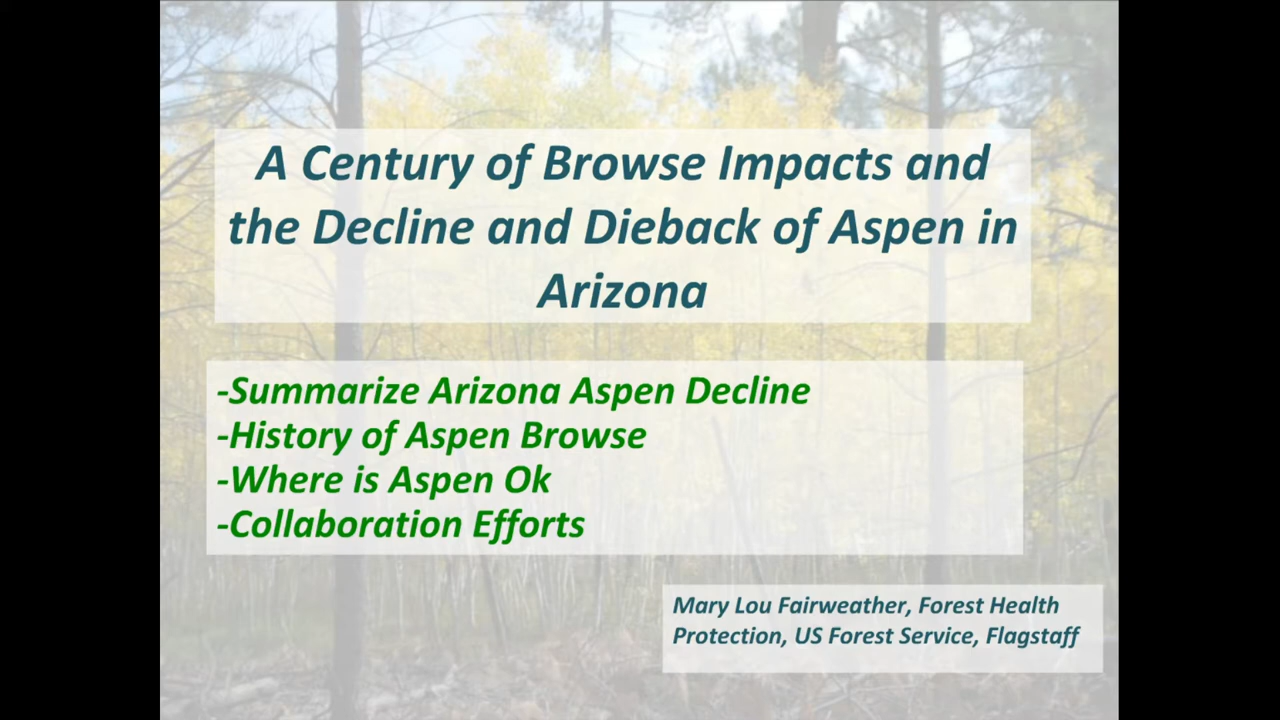 A Century of Browse Impacts and
the Decline and Dieback of Aspen in
Arizona
-Summarize Arizona Aspen Decline
-History of Aspen Browse
-Where is Aspen Ok
-Collaboration Efforts
Mary Lou Fairweather, Forest Health
Protection, US Forest Service, Flagstaff